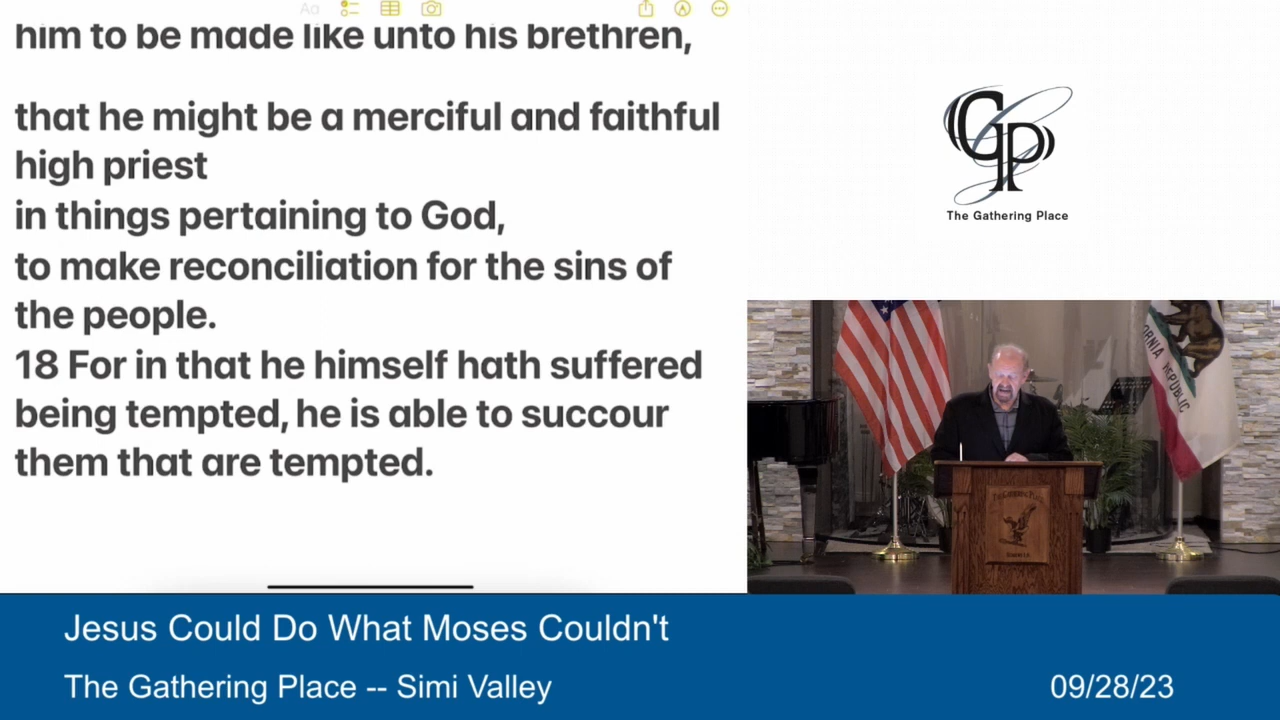 Aa
him to be made like unto his brethren,
that he might be a merciful and faithful
high priest
in things pertaining to God,
to make reconciliation for the sins of
the people.
18 For in that he himself hath suffered
being tempted, he is able to succour
them that are tempted.
GP
The Gathering Place
REPUBLIC
Jesus Could Do What Moses Couldn't
The Gathering Place -- Simi Valley
09/28/23